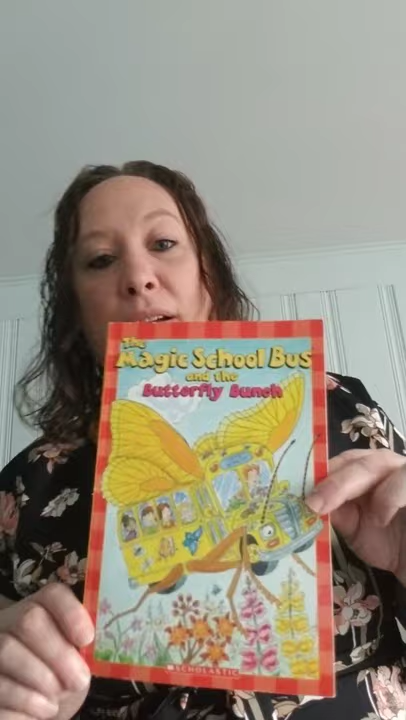 The
Magic School Bus
and the
Butterfly Bunch
SCHOLASTIC